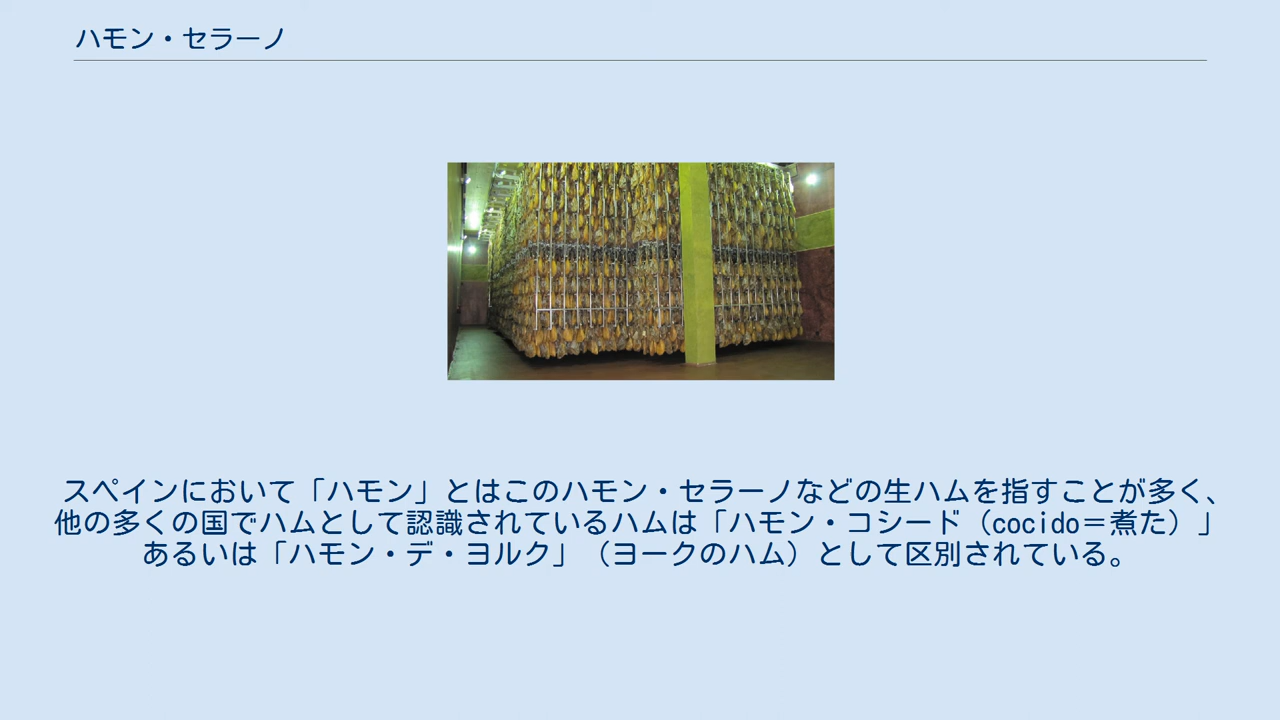 ハモン・セラーノ
スペインにおいて「ハモン」とはこのハモン・セラーノなどの生ハムを指すことが多く、
他の多くの国でハムとして認識されているハムは「ハモン・コシード（cocido＝煮た）」
あるいは「ハモン・デ・ヨルク」（ヨークのハム）として区別されている。